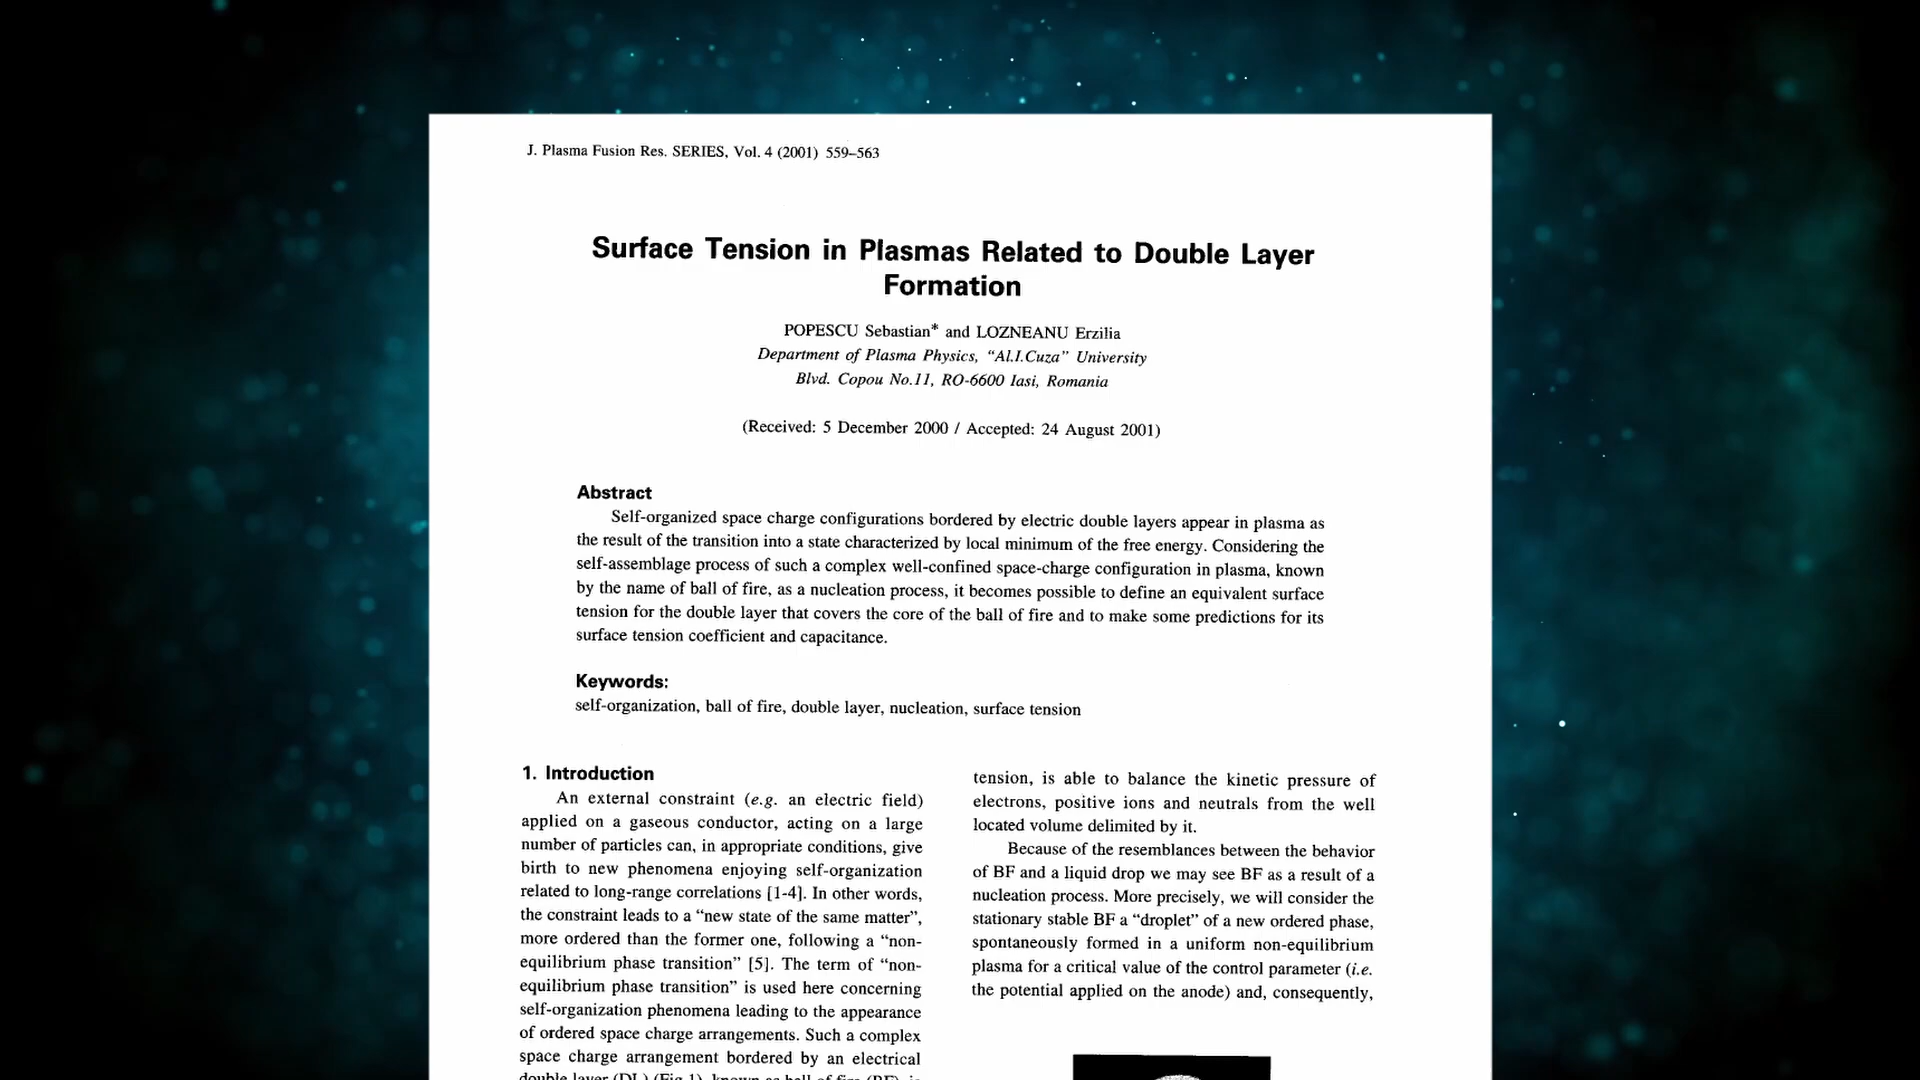 J. Plasma Fusion Res. SERIES, Vol. 4 (2001) 559–563
Surface Tension in Plasmas Related to Double Layer
Formation
POPESCU Sebastian* and LOZNEANU Erzilia
Department of Plasma Physics, “Al.I.Cuza” University
Blvd. Copou No.11, RO-6600 Iasi, Romania
(Received: 5 December 2000 / Accepted: 24 August 2001)
Abstract
Self-organized space charge configurations bordered by electric double layers appear in plasma as
the result of the transition into a state characterized by local minimum of the free energy. Considering the
self-assemblage process of such a complex well-confined space-charge configuration in plasma, known
by the name of ball of fire, as a nucleation process, it becomes possible to define an equivalent surface
tension for the double layer that covers the core of the ball of fire and to make some predictions for its
surface tension coefficient and capacitance.
Keywords:
self-organization, ball of fire, double layer, nucleation, surface tension
1. Introduction
An external constraint (e.g. an electric field)
applied on a gaseous conductor, acting on a large
number of particles can, in appropriate conditions, give
birth to new phenomena enjoying self-organization
related to long-range correlations [1-4]. In other words,
the constraint leads to a “new state of the same matter”,
more ordered than the former one, following a “non-
equilibrium phase transition” [5]. The term of “non-
equilibrium phase transition” is used here concerning
self-organization phenomena leading to the appearance
of ordered space charge arrangements. Such a complex
space charge arrangement bordered by an electrical
double layer (DL) (Fig.1), known as ball of fire (BF), is
tension, is able to balance the kinetic pressure of
electrons, positive ions and neutrals from the well
located volume delimited by it.
Because of the resemblances between the behavior
of BF and a liquid drop we may see BF as a result of a
nucleation process. More precisely, we will consider the
stationary stable BF a “droplet” of a new ordered phase,
spontaneously formed in a uniform non-equilibrium
plasma for a critical value of the control parameter (i.e.
the potential applied on the anode) and, consequently,